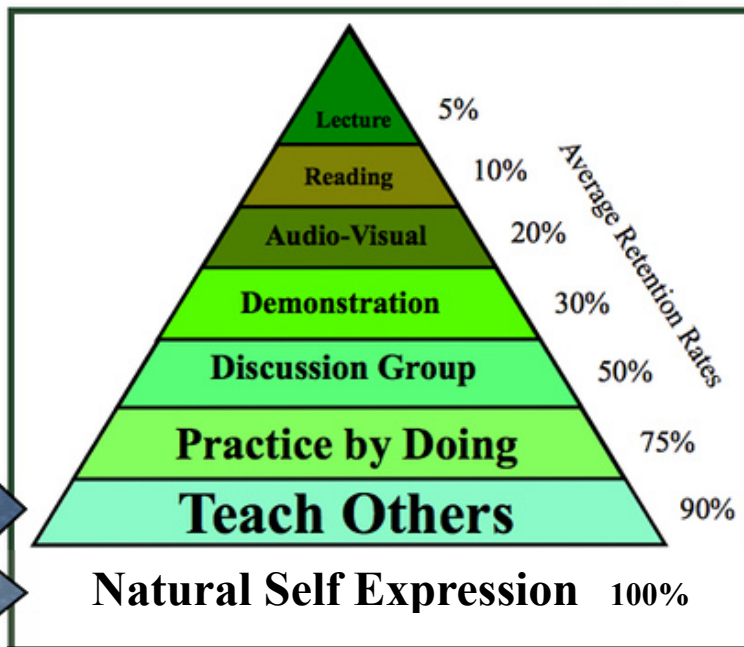 Lecture 5%
Reading 10%
Audio-Visual 20%
Demonstration 30%
Discussion Group 50%
Practice by Doing 75%
Teach Others 90%
Natural Self Expression 100%
Average Retention Rates